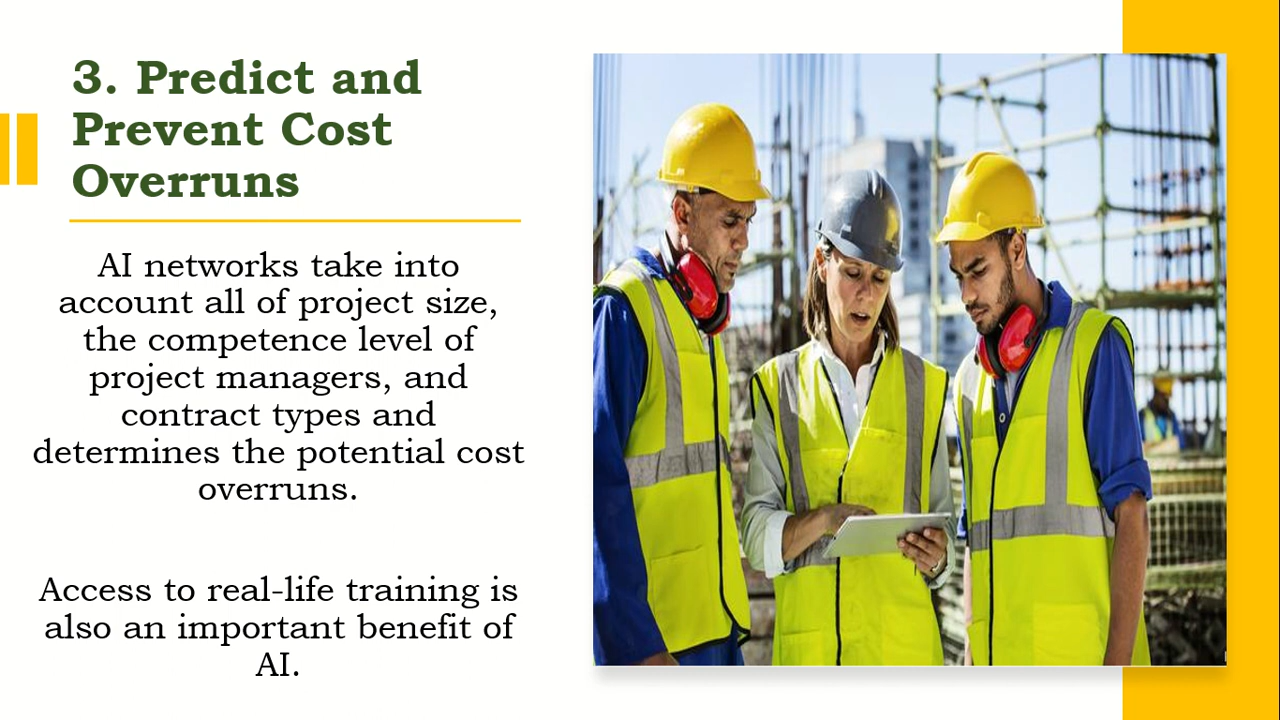 3. Predict and
Prevent Cost
Overruns
AI networks take into
account all of project size,
the competence level of
project managers, and
contract types and
determines the potential cost
overruns.
Access to real-life training is
also an important benefit of
AI.